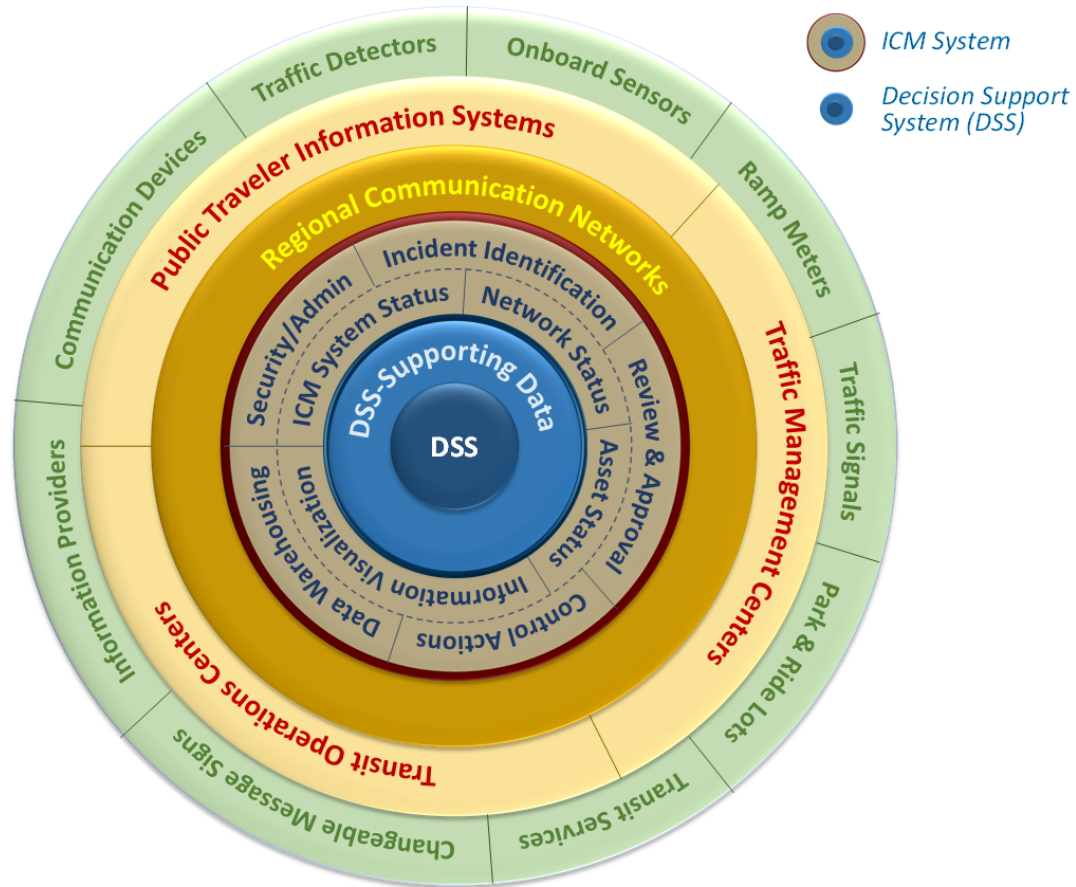 ICM System
Decision Support
System (DSS)
Traffic Detectors
Onboard Sensors
Ramp Meters
Traffic Signals
Park & Ride Lots
Transit Services
Changeable Message Signs
Information Providers
Communication Devices
Public Traveler Information Systems
Traffic Management Centers
Transit Operations Centers
Regional Communication Networks
Security/Admin
Incident Identification
Review & Approval
Control Actions
Data Warehousing
ICM System Status
Network Status
Asset Status
Information Visualization
DSS-Supporting Data
DSS